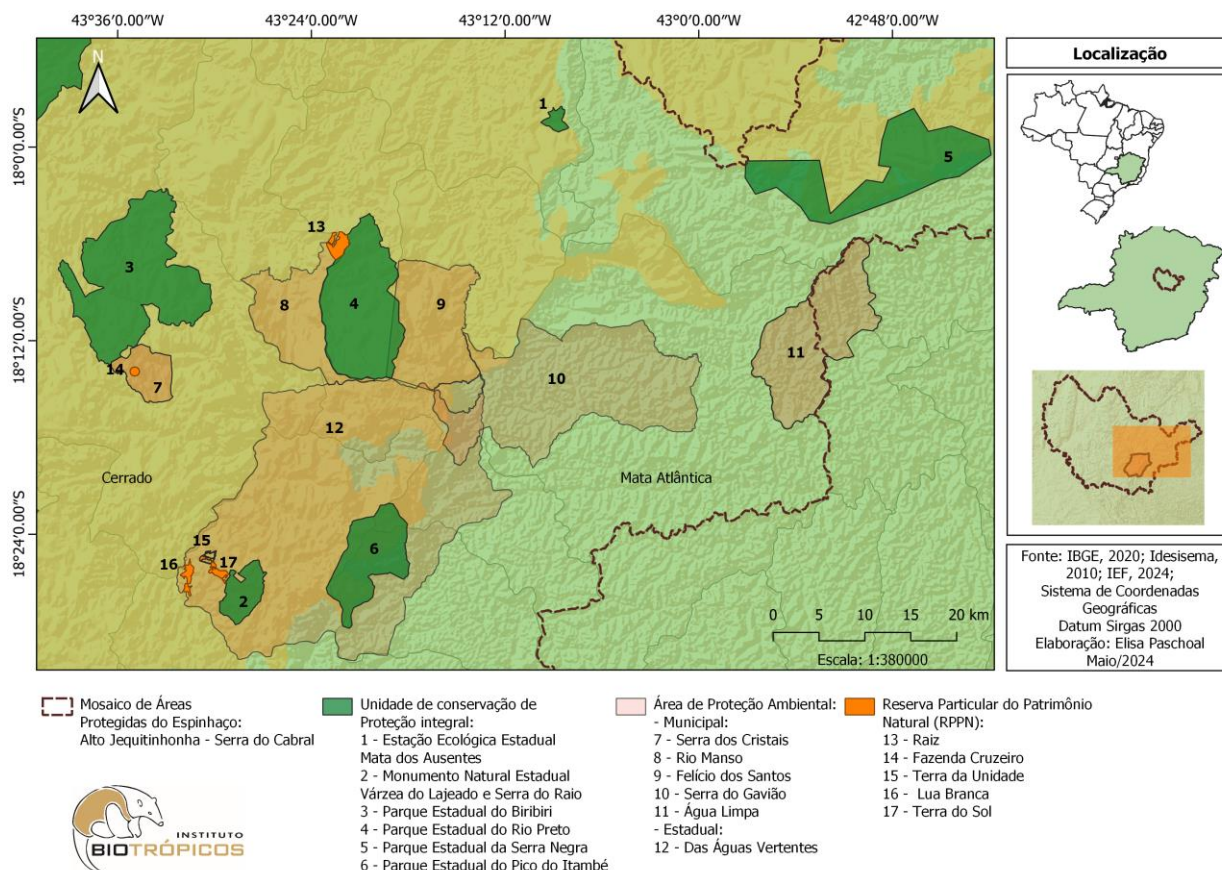 43°36′0.00″W
43°24′0.00″W
43°12′0.00″W
43°0′0.00″W
42°48′0.00″W
18°0′0.00″S
18°12′0.00″S
18°24′0.00″S
N
1
5
13
3
8
4
9
11
14
7
10
12
Cerrado
Mata Atlântica
15
16
17
6
2
0 5 10 15 20 km
Escala: 1:380000
Localização
Fonte: IBGE, 2020; Idesisema,
2010; IEF, 2024;
Sistema de Coordenadas
Geográficas
Datum Sirgas 2000
Elaboração: Elisa Paschoal
Maio/2024
Mosaico de Áreas
Protegidas do Espinhaço:
Alto Jequitinhonha - Serra do Cabral
Unidade de conservação de
Proteção integral:
1 - Estação Ecológica Estadual
Mata dos Ausentes
2 - Monumento Natural Estadual
Várzea do Lajeado e Serra do Raio
3 - Parque Estadual do Biribiri
4 - Parque Estadual do Rio Preto
5 - Parque Estadual da Serra Negra
6 - Parque Estadual do Pico do Itambé
Área de Proteção Ambiental:
- Municipal:
7 - Serra dos Cristais
8 - Rio Manso
9 - Felício dos Santos
10 - Serra do Gavião
11 - Água Limpa
- Estadual:
12 - Das Águas Vertentes
Reserva Particular do Patrimônio
Natural (RPPN):
13 - Raiz
14 - Fazenda Cruzeiro
15 - Terra da Unidade
16 - Lua Branca
17 - Terra do Sol
INSTITUTO
BIOTRÓPICOS